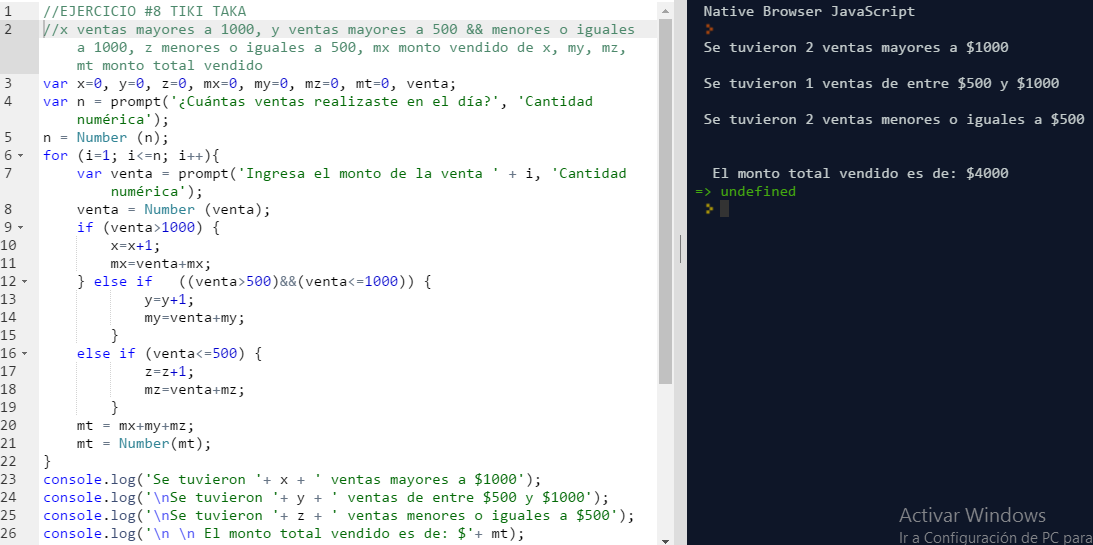 1 //EJERCICIO #8 TIKI TAKA
2 //x ventas mayores a 1000, y ventas mayores a 500 && menores o iguales
a 1000, z menores o iguales a 500, mx monto vendido de x, my, mz,
mt monto total vendido
3 var x=0, y=0, z=0, mx=0, my=0, mz=0, mt=0, venta;
4 var n = prompt('¿Cuántas ventas realizaste en el día?', 'Cantidad
numérica');
5 n = Number (n);
6 for (i=1; i<=n; i++){
7 var venta = prompt('Ingresa el monto de la venta ' + i, 'Cantidad
numérica');
8 venta = Number (venta);
9 if (venta>1000) {
10 x=x+1;
11 mx=venta+mx;
12 } else if ((venta>500)&&(venta<=1000)) {
13 y=y+1;
14 my=venta+my;
15 }
16 else if (venta<=500) {
17 z=z+1;
18 mz=venta+mz;
19 }
20 mt = mx+my+mz;
21 mt = Number(mt);
22 }
23 console.log('Se tuvieron '+ x + ' ventas mayores a $1000');
24 console.log('\nSe tuvieron '+ y + ' ventas de entre $500 y $1000');
25 console.log('\nSe tuvieron '+ z + ' ventas menores o iguales a $500');
26 console.log('\n \n El monto total vendido es de: $'+ mt);
Native Browser JavaScript
Se tuvieron 2 ventas mayores a $1000
Se tuvieron 1 ventas de entre $500 y $1000
Se tuvieron 2 ventas menores o iguales a $500
El monto total vendido es de: $4000
=> undefined
Activar Windows
Ir a Configuración de PC para